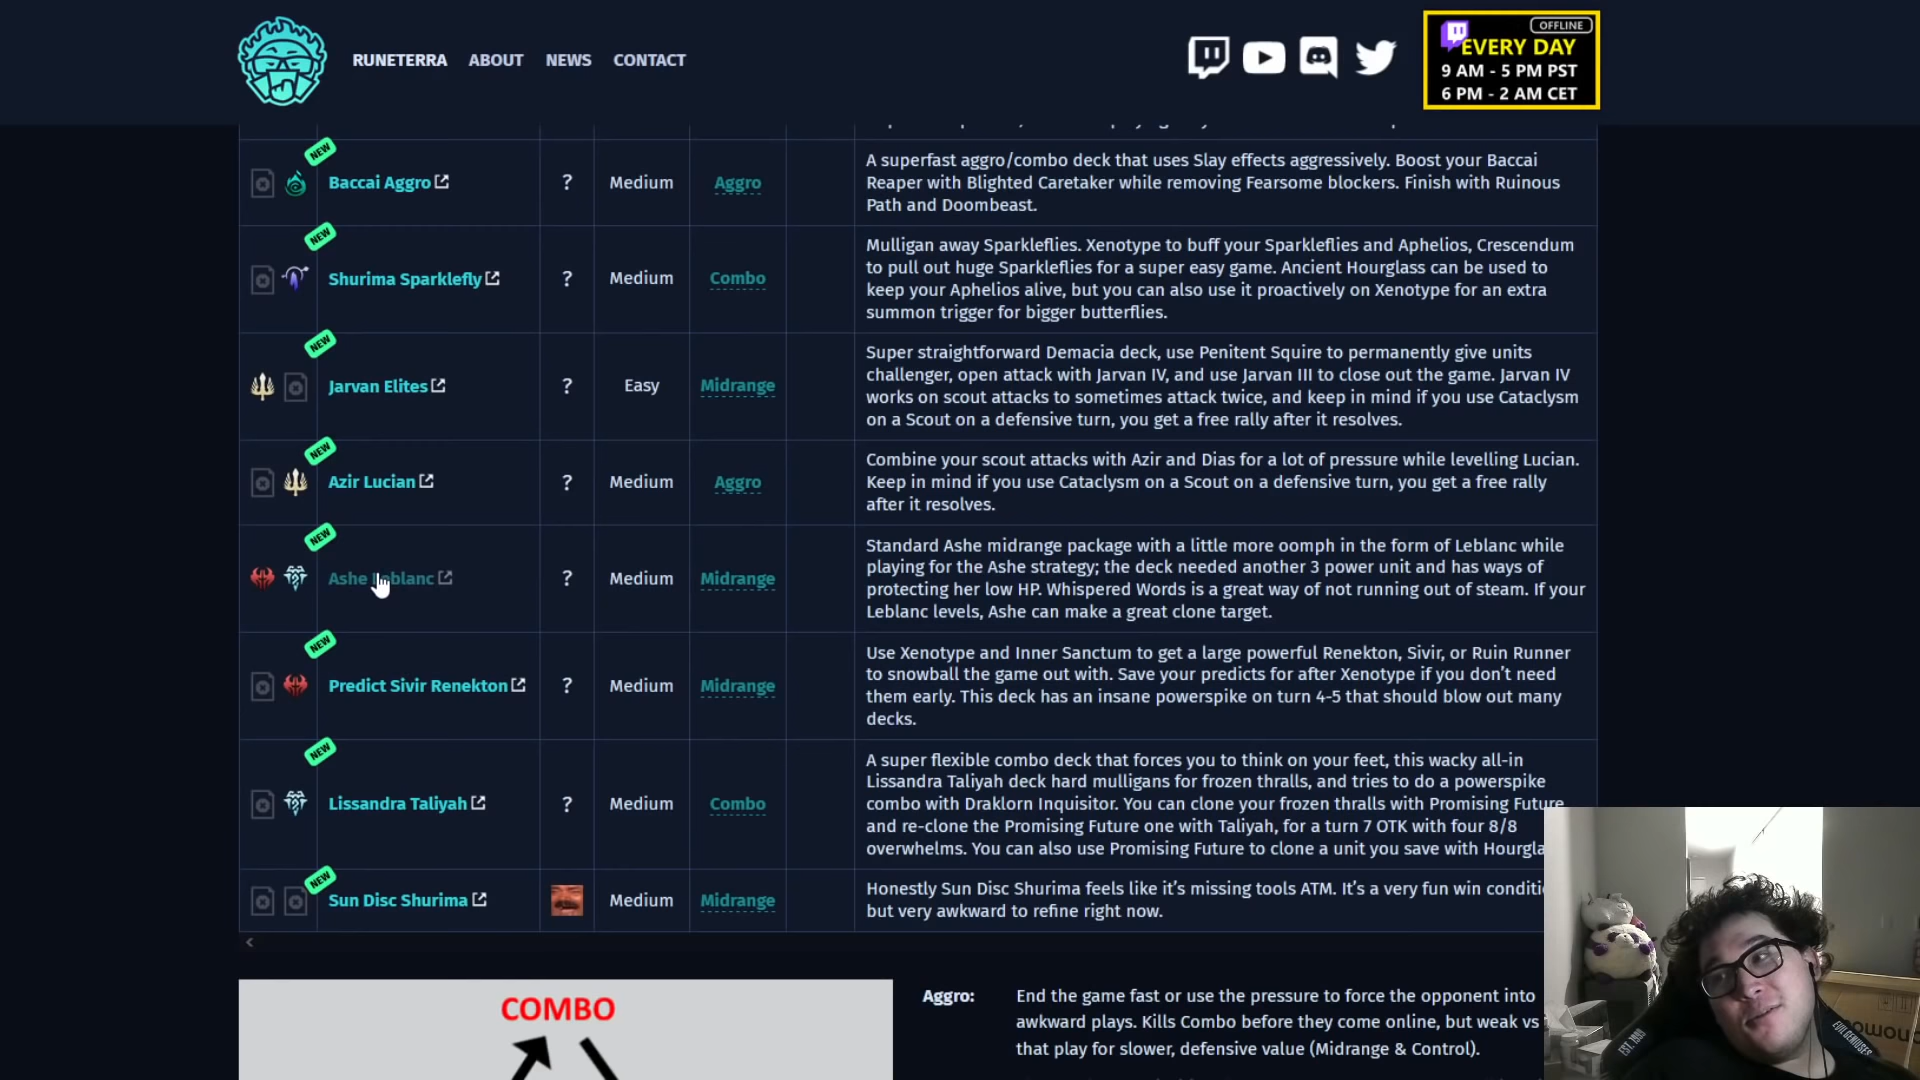 RUNETERRA ABOUT NEWS CONTACT
OFFLINE
EVERY DAY
9 AM - 5 PM PST
6 PM - 2 AM CET
NEW
Baccai Aggro ? Medium Aggro
A superfast aggro/combo deck that uses Slay effects aggressively. Boost your Baccai
Reaper with Blighted Caretaker while removing Fearsome blockers. Finish with Ruinous
Path and Doombeast.
NEW
Shurima Sparklefly ? Medium Combo
Mulligan away Sparkleflies. Xenotype to buff your Sparkleflies and Aphelios, Crescendum
to pull out huge Sparkleflies for a super easy game. Ancient Hourglass can be used to
keep your Aphelios alive, but you can also use it proactively on Xenotype for an extra
summon trigger for bigger butterflies.
NEW
Jarvan Elites ? Easy Midrange
Super straightforward Demacia deck, use Penitent Squire to permanently give units
challenger, open attack with Jarvan IV, and use Jarvan III to close out the game. Jarvan IV
works on scout attacks to sometimes attack twice, and keep in mind if you use Cataclysm
on a Scout on a defensive turn, you get a free rally after it resolves.
NEW
Azir Lucian ? Medium Aggro
Combine your scout attacks with Azir and Dias for a lot of pressure while levelling Lucian.
Keep in mind if you use Cataclysm on a Scout on a defensive turn, you get a free rally
after it resolves.
NEW
Ashe Leblanc ? Medium Midrange
Standard Ashe midrange package with a little more oomph in the form of Leblanc while
playing for the Ashe strategy; the deck needed another 3 power unit and has ways of
protecting her low HP. Whispered Words is a great way of not running out of steam. If your
Leblanc levels, Ashe can make a great clone target.
NEW
Predict Sivir Renekton ? Medium Midrange
Use Xenotype and Inner Sanctum to get a large powerful Renekton, Sivir, or Ruin Runner
to snowball the game out with. Save your predicts for after Xenotype if you don't need
them early. This deck has an insane powerspike on turn 4-5 that should blow out many
decks.
NEW
Lissandra Taliyah ? Medium Combo
A super flexible combo deck that forces you to think on your feet, this wacky all-in
Lissandra Taliyah deck hard mulligans for frozen thralls, and tries to do a powerspike
combo with Draklorn Inquisitor. You can clone your frozen thralls with Promising Future
and re-clone the Promising Future one with Taliyah, for a turn 7 OTK with four 8/8
overwhelms. You can also use Promising Future to clone a unit you save with Hourgla
NEW
Sun Disc Shurima Medium Midrange
Honestly Sun Disc Shurima feels like it's missing tools ATM. It's a very fun win conditi
but very awkward to refine right now.
COMBO
Aggro: End the game fast or use the pressure to force the opponent into
awkward plays. Kills Combo before they come online, but weak vs
that play for slower, defensive value (Midrange & Control).
EST. 1999
EVIL GENIUSES